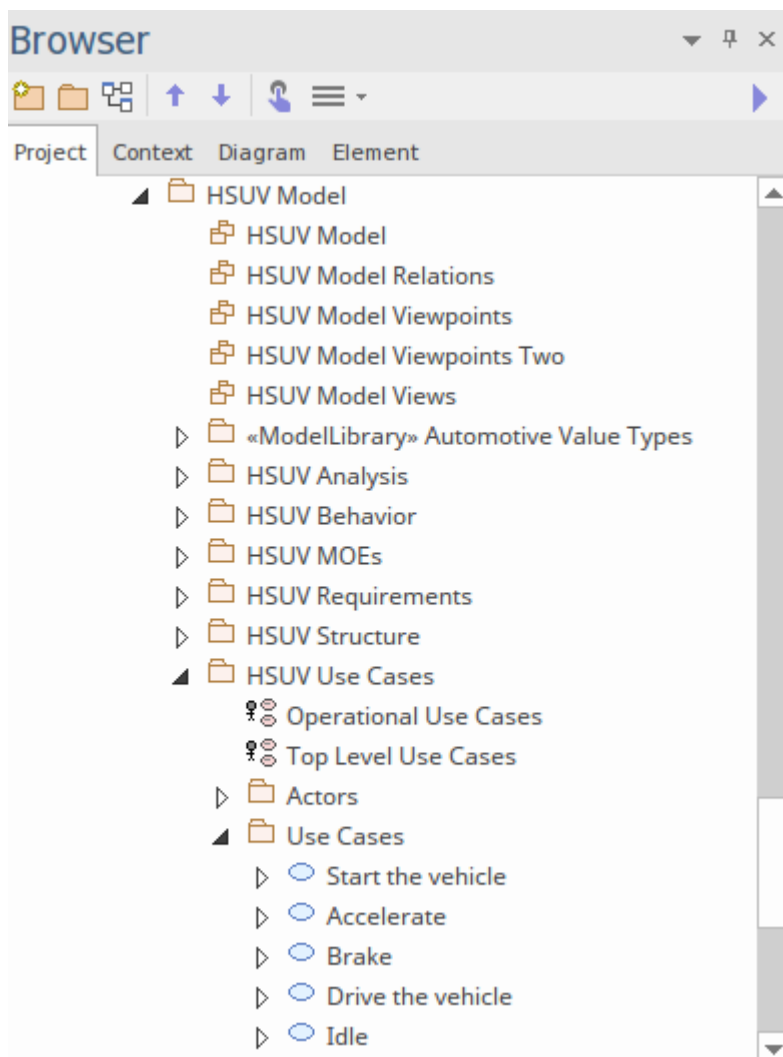 Browser
Project Context Diagram Element
HSUV Model
HSUV Model
HSUV Model Relations
HSUV Model Viewpoints
HSUV Model Viewpoints Two
HSUV Model Views
«ModelLibrary» Automotive Value Types
HSUV Analysis
HSUV Behavior
HSUV MOEs
HSUV Requirements
HSUV Structure
HSUV Use Cases
Operational Use Cases
Top Level Use Cases
Actors
Use Cases
Start the vehicle
Accelerate
Brake
Drive the vehicle
Idle